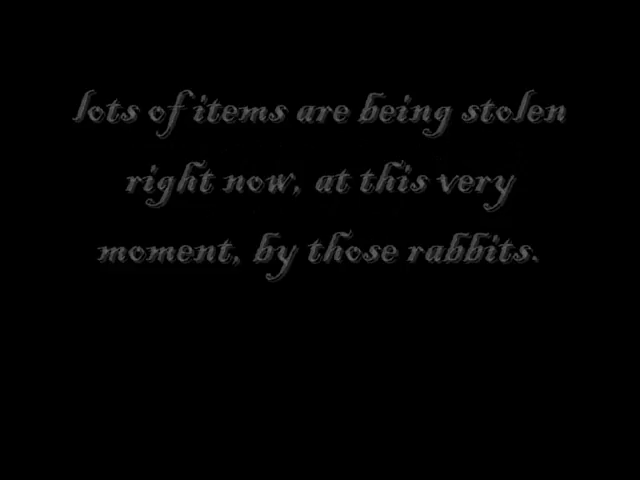 lots of items are being stolen
right now, at this very
moment, by those rabbits.